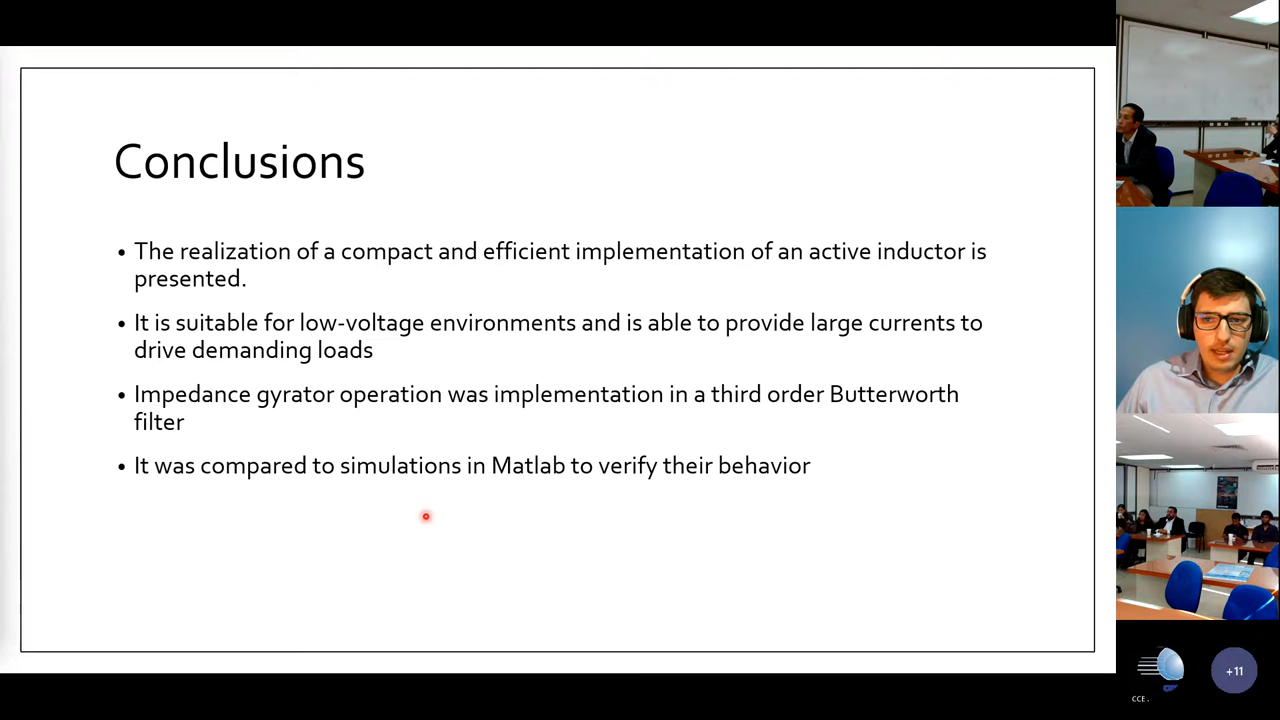 Conclusions
• The realization of a compact and efficient implementation of an active inductor is
presented.
• It is suitable for low-voltage environments and is able to provide large currents to
drive demanding loads
• Impedance gyrator operation was implementation in a third order Butterworth
filter
• It was compared to simulations in Matlab to verify their behavior
CCE.
+11